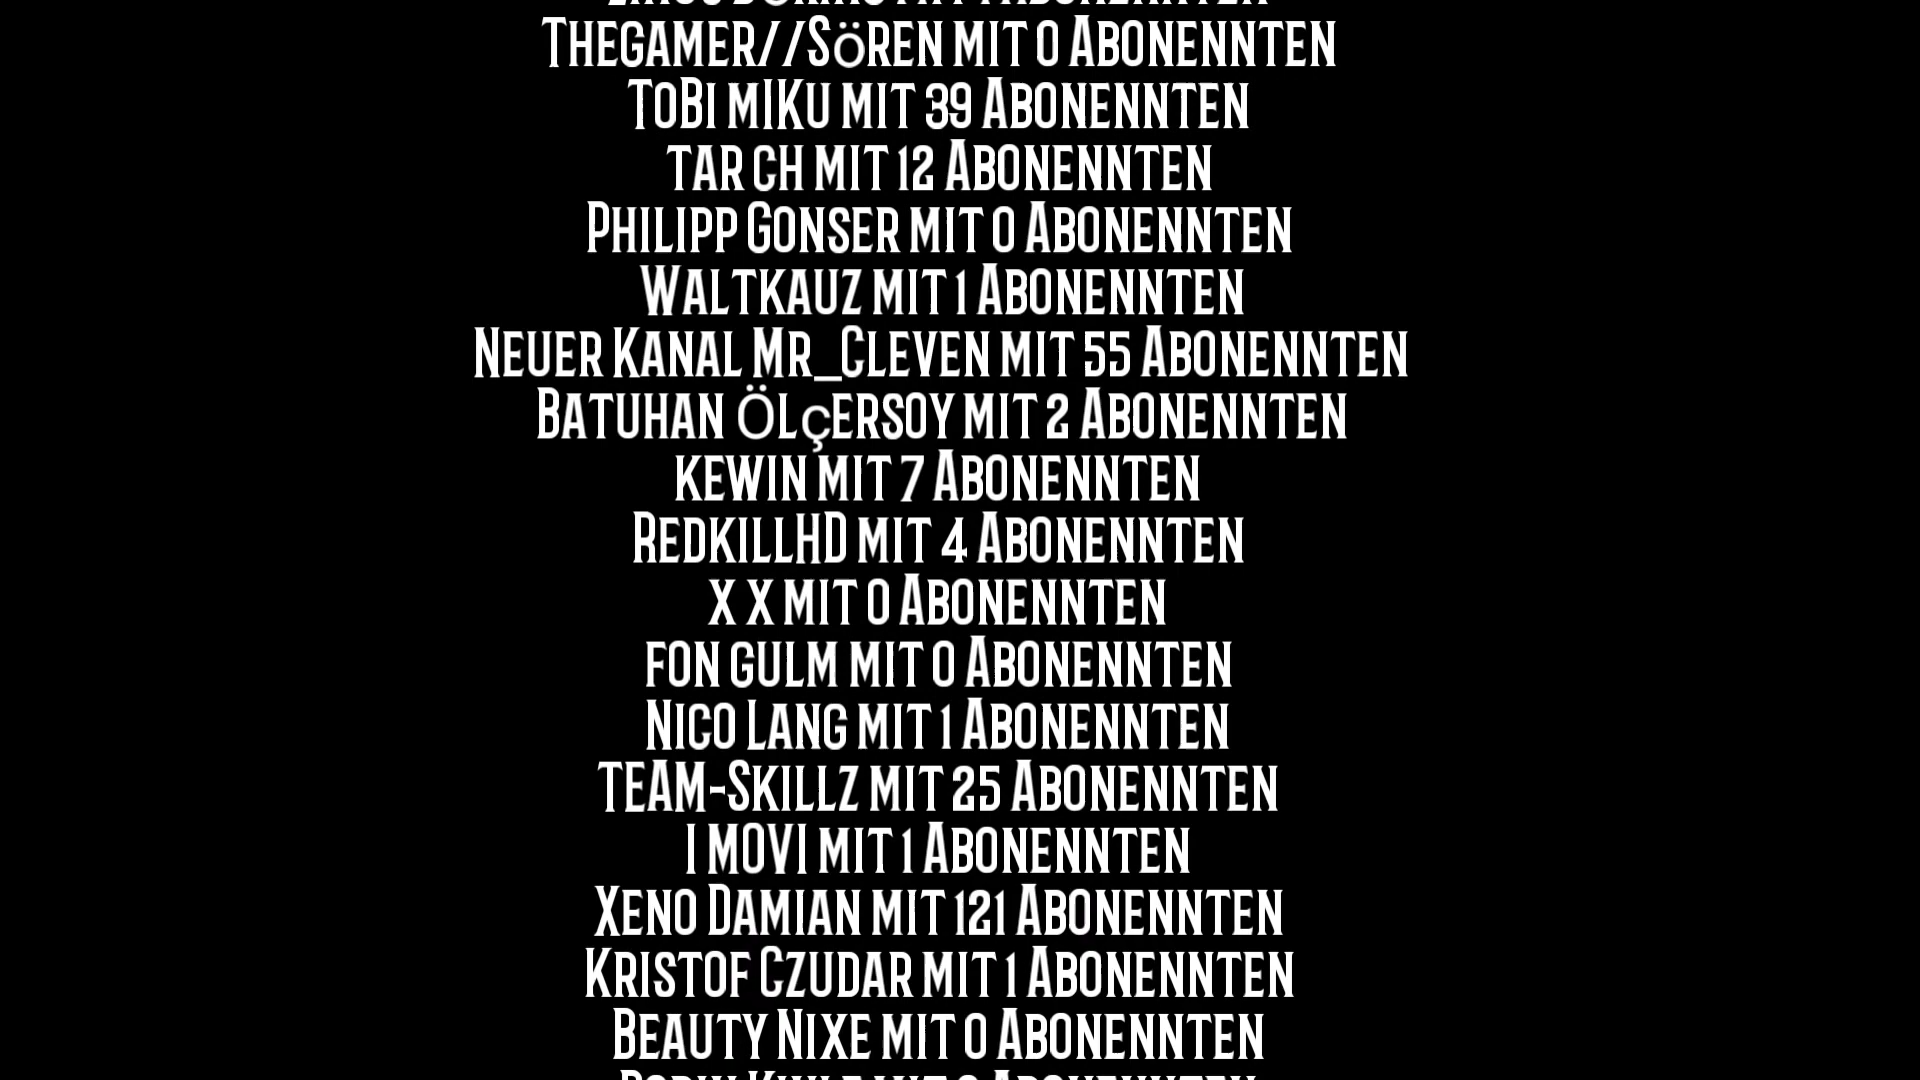 Thegamer//Sören mit 0 Abonennten
ToBi mIKu mit 39 Abonennten
tar ch mit 12 Abonennten
Philipp Gonser mit 0 Abonennten
Waltkauz mit 1 Abonennten
Neuer Kanal Mr_Cleven mit 55 Abonennten
Batuhan Ölçersoy mit 2 Abonennten
kewin mit 7 Abonennten
RedkillHD mit 4 Abonennten
x x mit 0 Abonennten
fon gulm mit 0 Abonennten
Nico Lang mit 1 Abonennten
TEAM-Skillz mit 25 Abonennten
I MOVI mit 1 Abonennten
Xeno Damian mit 121 Abonennten
Kristof Czudar mit 1 Abonennten
Beauty Nixe mit 0 Abonennten